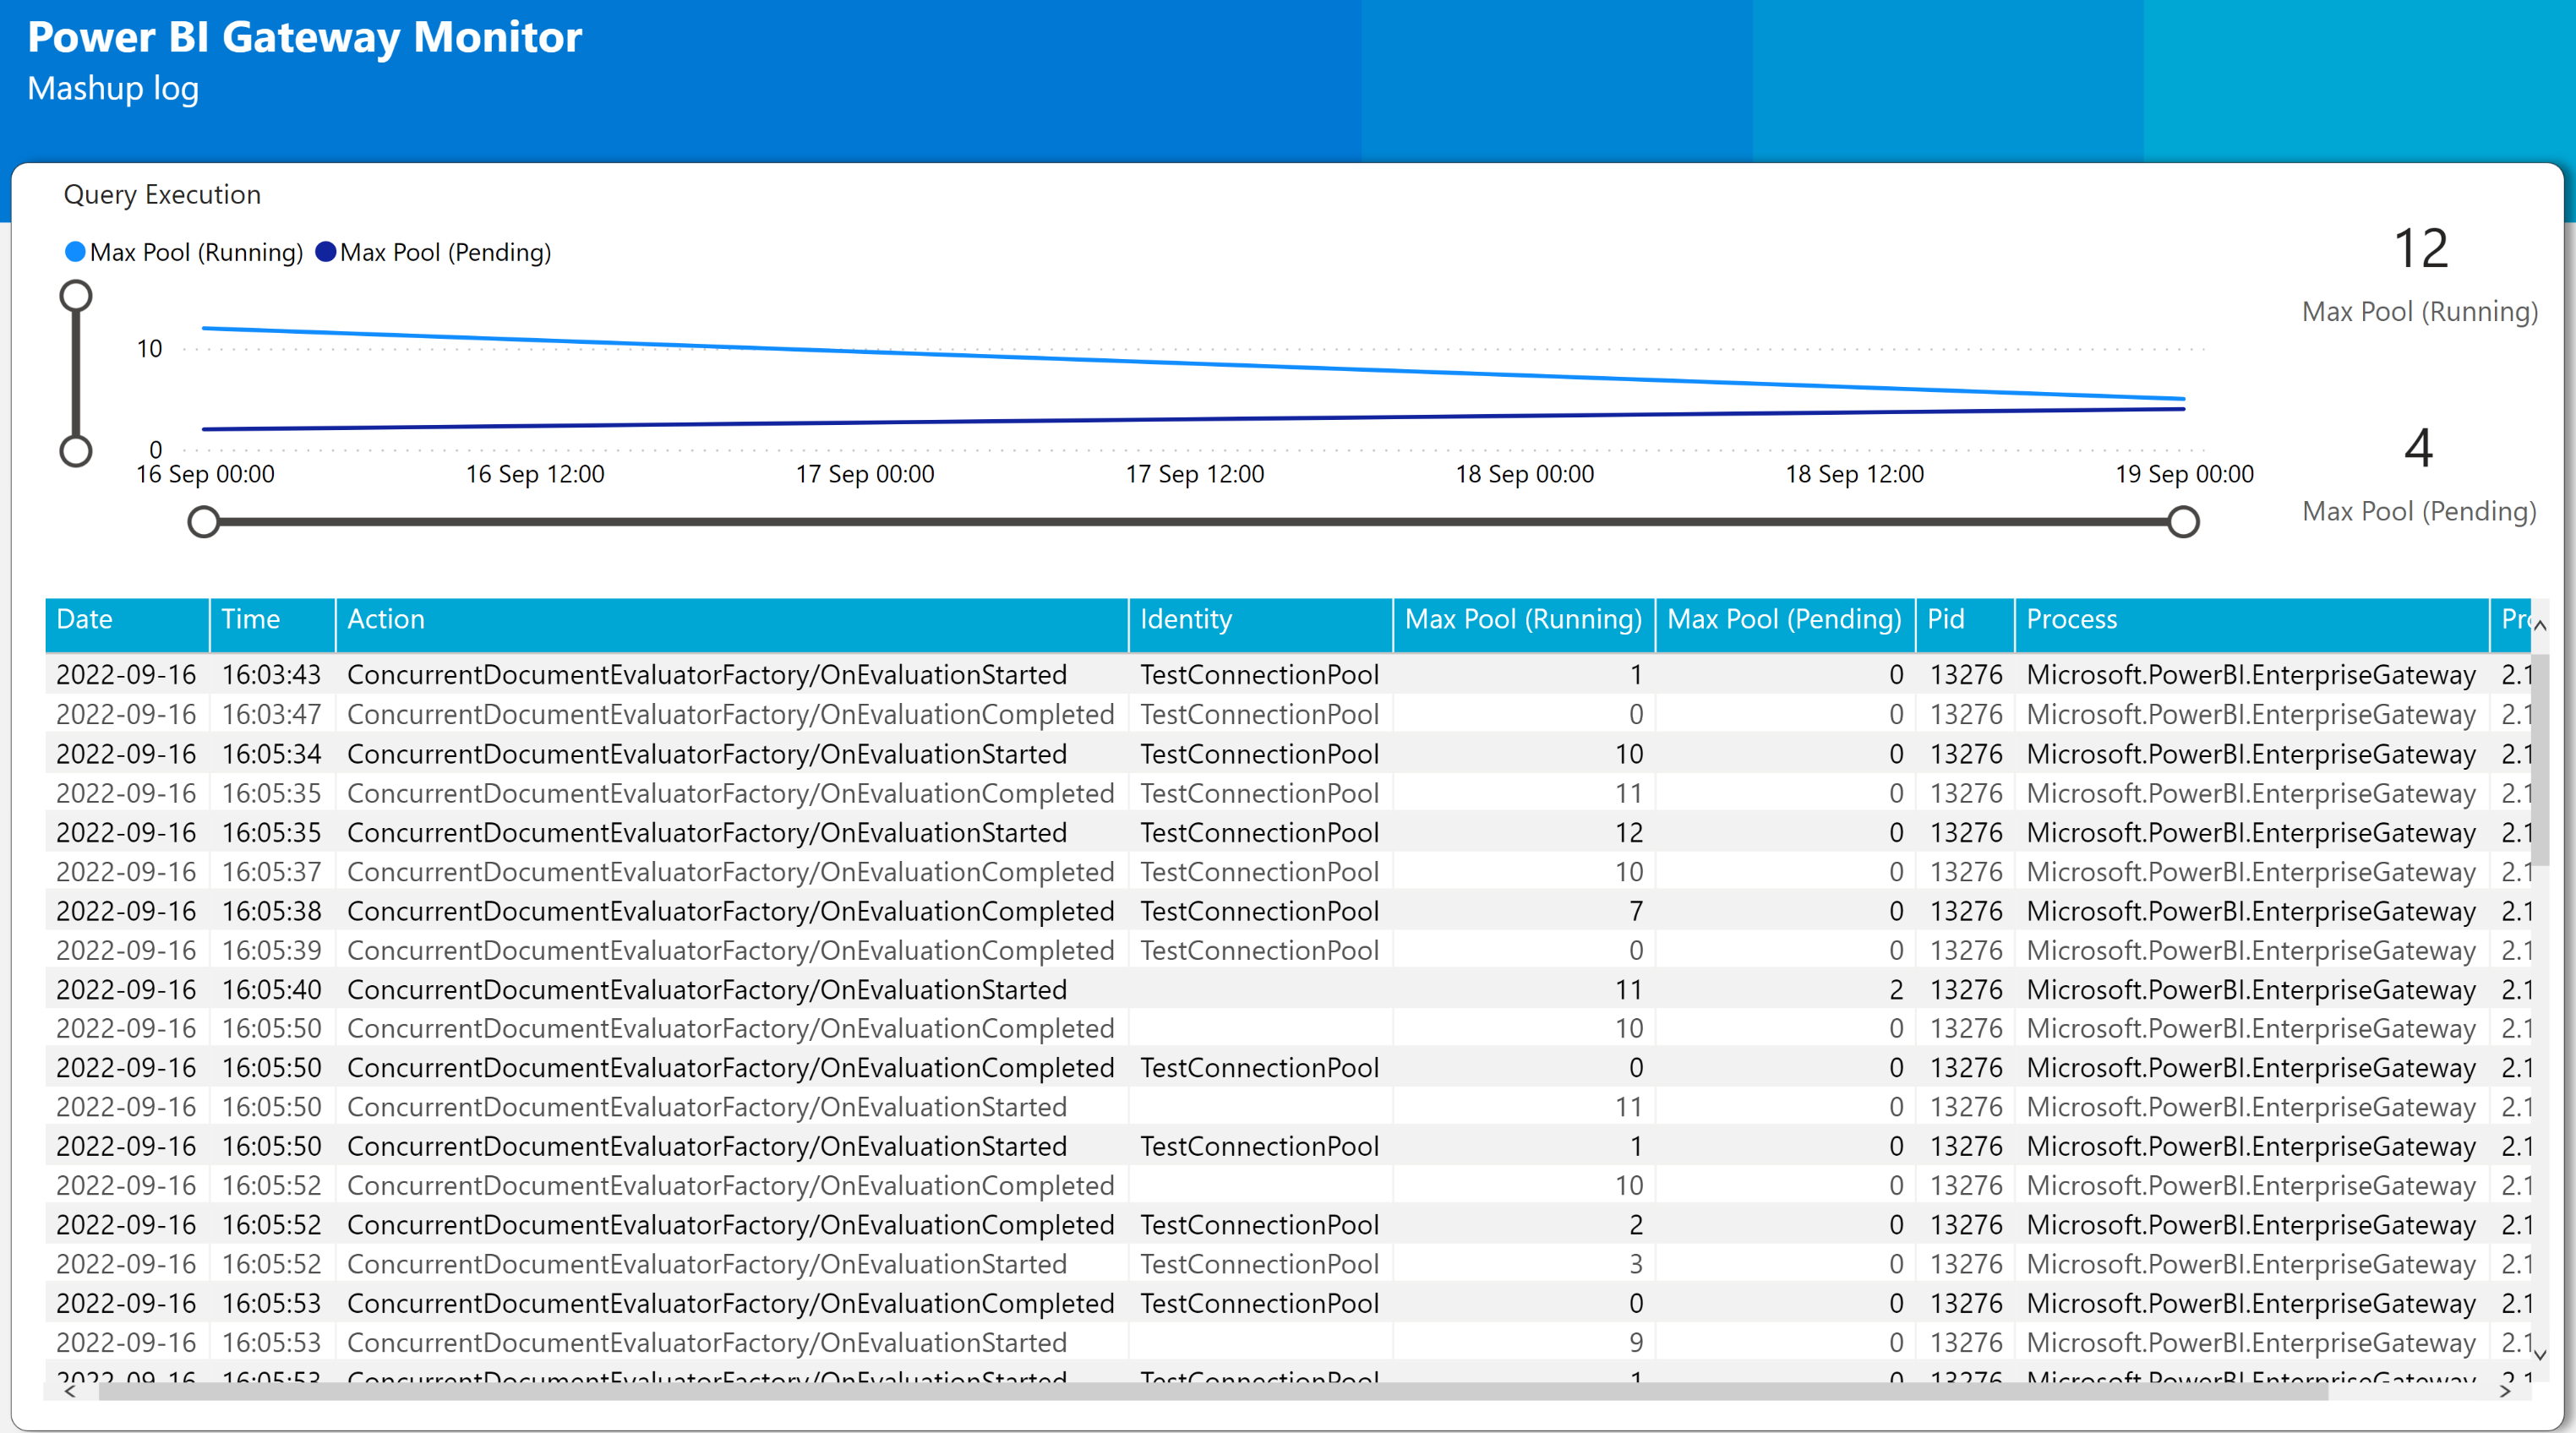 Power BI Gateway Monitor
Mashup log
Query Execution
Max Pool (Running) Max Pool (Pending)
12
Max Pool (Running)
10
0
16 Sep 00:00 16 Sep 12:00 17 Sep 00:00 17 Sep 12:00 18 Sep 00:00 18 Sep 12:00 19 Sep 00:00
4
Max Pool (Pending)
Date Time Action Identity Max Pool (Running) Max Pool (Pending) Pid Process
2022-09-16 16:03:43 ConcurrentDocumentEvaluatorFactory/OnEvaluationStarted TestConnectionPool 1 0 13276 Microsoft.PowerBI.EnterpriseGateway 2.1
2022-09-16 16:03:47 ConcurrentDocumentEvaluatorFactory/OnEvaluationCompleted TestConnectionPool 0 0 13276 Microsoft.PowerBI.EnterpriseGateway 2.1
2022-09-16 16:05:34 ConcurrentDocumentEvaluatorFactory/OnEvaluationStarted TestConnectionPool 10 0 13276 Microsoft.PowerBI.EnterpriseGateway 2.1
2022-09-16 16:05:35 ConcurrentDocumentEvaluatorFactory/OnEvaluationCompleted TestConnectionPool 11 0 13276 Microsoft.PowerBI.EnterpriseGateway 2.1
2022-09-16 16:05:35 ConcurrentDocumentEvaluatorFactory/OnEvaluationStarted TestConnectionPool 12 0 13276 Microsoft.PowerBI.EnterpriseGateway 2.1
2022-09-16 16:05:37 ConcurrentDocumentEvaluatorFactory/OnEvaluationCompleted TestConnectionPool 10 0 13276 Microsoft.PowerBI.EnterpriseGateway 2.1
2022-09-16 16:05:38 ConcurrentDocumentEvaluatorFactory/OnEvaluationCompleted TestConnectionPool 7 0 13276 Microsoft.PowerBI.EnterpriseGateway 2.1
2022-09-16 16:05:39 ConcurrentDocumentEvaluatorFactory/OnEvaluationCompleted TestConnectionPool 0 0 13276 Microsoft.PowerBI.EnterpriseGateway 2.1
2022-09-16 16:05:40 ConcurrentDocumentEvaluatorFactory/OnEvaluationStarted 11 2 13276 Microsoft.PowerBI.EnterpriseGateway 2.1
2022-09-16 16:05:50 ConcurrentDocumentEvaluatorFactory/OnEvaluationCompleted 10 0 13276 Microsoft.PowerBI.EnterpriseGateway 2.1
2022-09-16 16:05:50 ConcurrentDocumentEvaluatorFactory/OnEvaluationCompleted TestConnectionPool 0 0 13276 Microsoft.PowerBI.EnterpriseGateway 2.1
2022-09-16 16:05:50 ConcurrentDocumentEvaluatorFactory/OnEvaluationStarted 11 0 13276 Microsoft.PowerBI.EnterpriseGateway 2.1
2022-09-16 16:05:50 ConcurrentDocumentEvaluatorFactory/OnEvaluationStarted TestConnectionPool 1 0 13276 Microsoft.PowerBI.EnterpriseGateway 2.1
2022-09-16 16:05:52 ConcurrentDocumentEvaluatorFactory/OnEvaluationCompleted 10 0 13276 Microsoft.PowerBI.EnterpriseGateway 2.1
2022-09-16 16:05:52 ConcurrentDocumentEvaluatorFactory/OnEvaluationCompleted TestConnectionPool 2 0 13276 Microsoft.PowerBI.EnterpriseGateway 2.1
2022-09-16 16:05:52 ConcurrentDocumentEvaluatorFactory/OnEvaluationStarted TestConnectionPool 3 0 13276 Microsoft.PowerBI.EnterpriseGateway 2.1
2022-09-16 16:05:53 ConcurrentDocumentEvaluatorFactory/OnEvaluationCompleted TestConnectionPool 0 0 13276 Microsoft.PowerBI.EnterpriseGateway 2.1
2022-09-16 16:05:53 ConcurrentDocumentEvaluatorFactory/OnEvaluationStarted 9 0 13276 Microsoft.PowerBI.EnterpriseGateway 2.1
2022-09-16 16:05:53 ConcurrentDocumentEvaluatorFactory/OnEvaluationStarted TestConnectionPool 1 0 13276 Microsoft.PowerBI.EnterpriseGateway 2.1